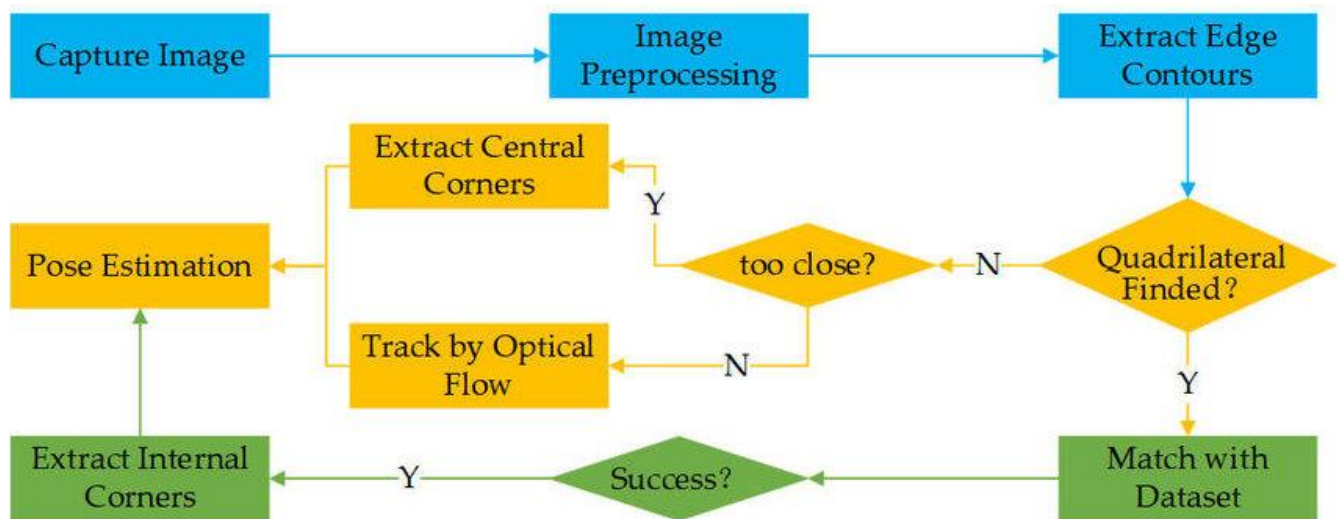 Capture Image
Image
Preprocessing
Extract Edge
Contours
Extract Central
Corners
Y
Pose Estimation
too close?
N
Quadrilateral
Finded?
Track by Optical
Flow
N
Y
Extract Internal
Corners
Y
Success?
Match with
Dataset